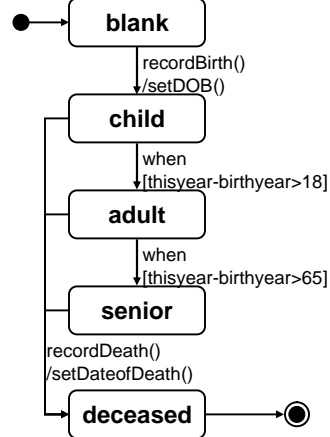 blank
recordBirth()
/setDOB()
child
when
[thisyear-birthyear>18]
adult
when
[thisyear-birthyear>65]
senior
recordDeath()
/setDateofDeath()
deceased